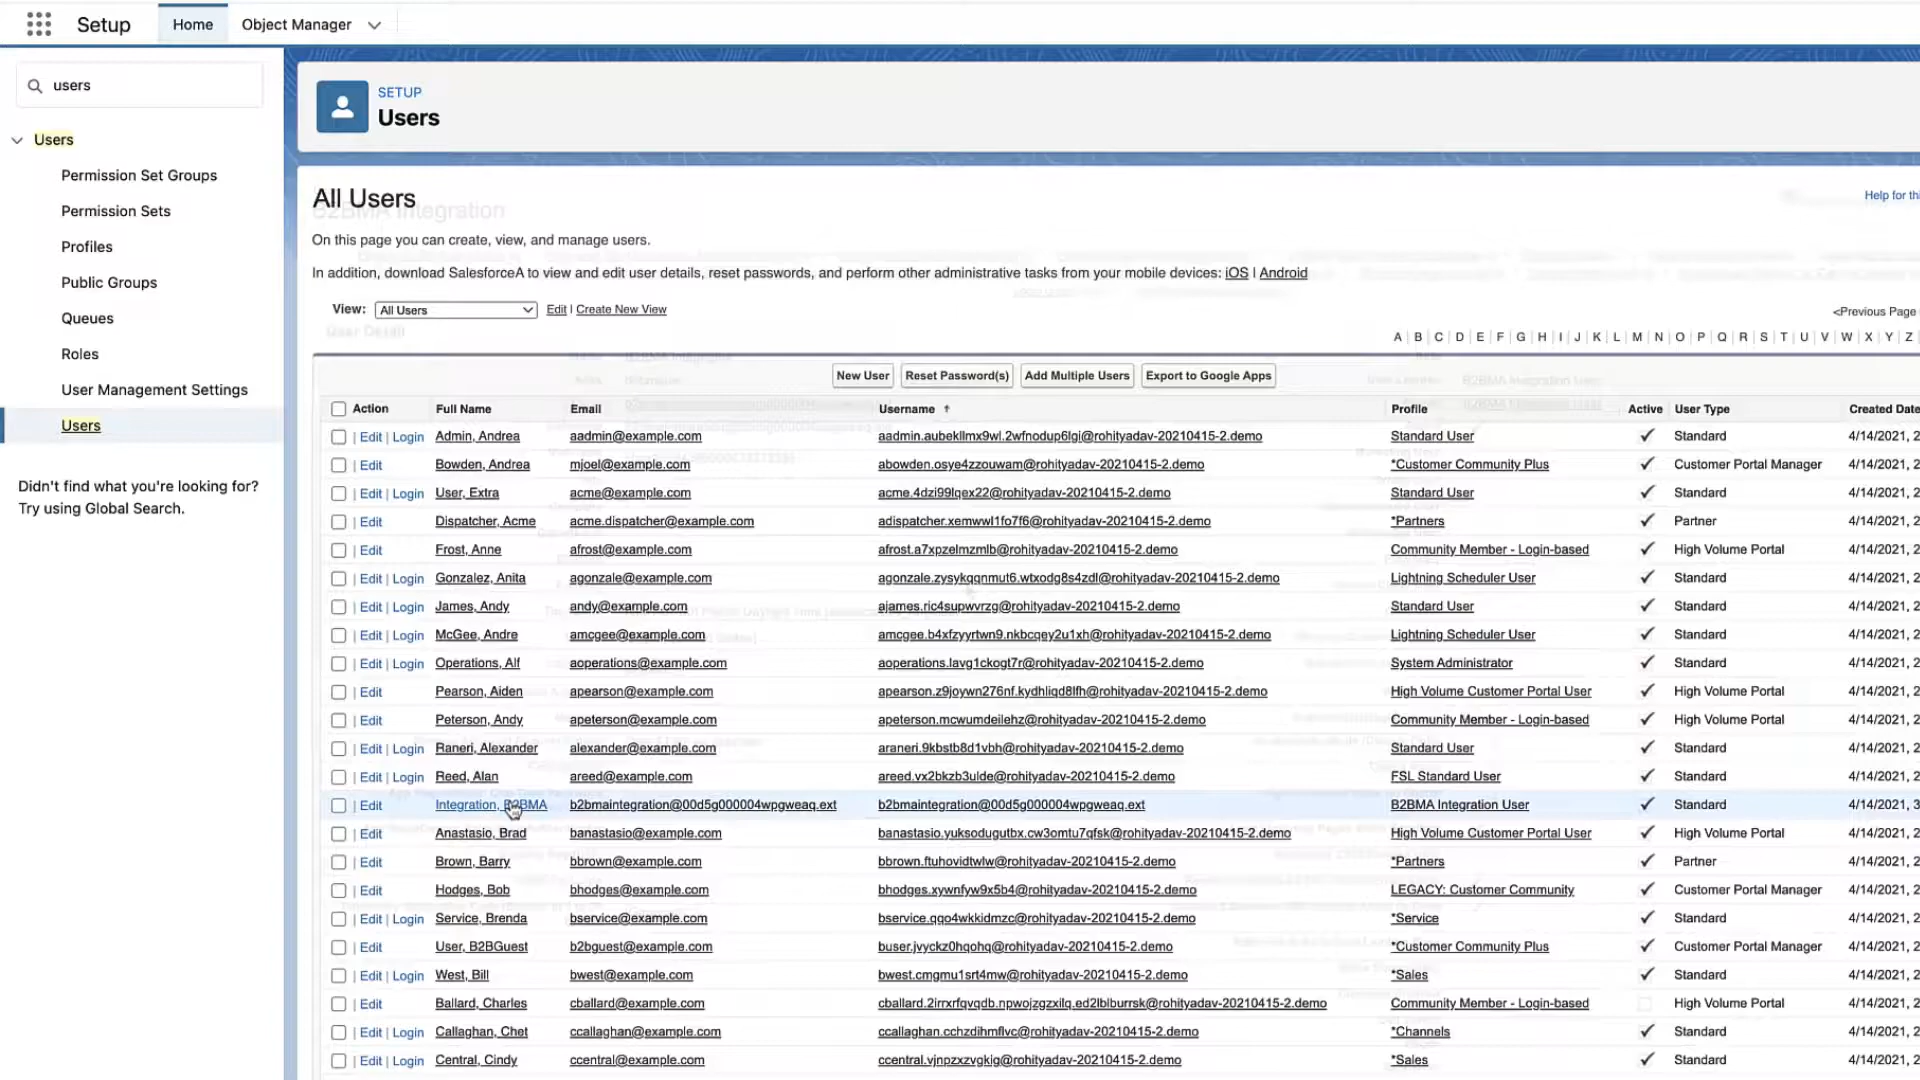 Setup Home Object Manager
users
Users
Permission Set Groups
Permission Sets
Profiles
Public Groups
Queues
Roles
User Management Settings
Users
Didn't find what you're looking for?
Try using Global Search.
SETUP
Users
All Users
B2BMA Integration
Help for thi
On this page you can create, view, and manage users.
In addition, download SalesforceA to view and edit user details, reset passwords, and perform other administrative tasks from your mobile devices: iOS | Android
View: All Users Edit | Create New View
<Previous Page
User Detail
A | B | C | D | E | F | G | H | I | J | K | L | M | N | O | P | Q | R | S | T | U | V | W | X | Y | Z
New User Reset Password(s) Add Multiple Users Export to Google Apps
Action Full Name Email Username ↑ Profile Active User Type Created Date
| Edit | Login Admin, Andrea aadmin@example.com aadmin.aubekllmx9wl.2wfnodup6lgi@rohityadav-20210415-2.demo Standard User ✓ Standard 4/14/2021, 2
| Edit Bowden, Andrea mjoel@example.com abowden.osye4zzouwam@rohityadav-20210415-2.demo *Customer Community Plus ✓ Customer Portal Manager 4/14/2021, 2
| Edit | Login User, Extra acme@example.com acme.4dzi99lqex22@rohityadav-20210415-2.demo Standard User ✓ Standard 4/14/2021, 2
| Edit Dispatcher, Acme acme.dispatcher@example.com adispatcher.xemwwl1fo7f6@rohityadav-20210415-2.demo *Partners ✓ Partner 4/14/2021, 2
| Edit Frost, Anne afrost@example.com afrost.a7xpzelmzmlb@rohityadav-20210415-2.demo Community Member - Login-based ✓ High Volume Portal 4/14/2021, 2
| Edit | Login Gonzalez, Anita agonzale@example.com agonzale.zysykqqnmut6.wtxodg8s4zdl@rohityadav-20210415-2.demo Lightning Scheduler User ✓ Standard 4/14/2021, 2
| Edit | Login James, Andy andy@example.com ajames.ric4supwvrzg@rohityadav-20210415-2.demo Standard User ✓ Standard 4/14/2021, 2
| Edit | Login McGee, Andre amcgee@example.com amcgee.b4xfzyyrtwn9.nkbcqey2u1xh@rohityadav-20210415-2.demo Lightning Scheduler User ✓ Standard 4/14/2021, 2
| Edit | Login Operations, Alf aoperations@example.com aoperations.lavg1ckogt7r@rohityadav-20210415-2.demo System Administrator ✓ Standard 4/14/2021, 2
| Edit Pearson, Aiden apearson@example.com apearson.z9joywn276nf.kydhliqd8lfh@rohityadav-20210415-2.demo High Volume Customer Portal User ✓ High Volume Portal 4/14/2021, 2
| Edit Peterson, Andy apeterson@example.com apeterson.mcwumdeilehz@rohityadav-20210415-2.demo Community Member - Login-based ✓ High Volume Portal 4/14/2021, 2
| Edit | Login Raneri, Alexander alexander@example.com araneri.9kbstb8d1vbh@rohityadav-20210415-2.demo Standard User ✓ Standard 4/14/2021, 2
| Edit | Login Reed, Alan areed@example.com areed.vx2bkzb3ulde@rohityadav-20210415-2.demo FSL Standard User ✓ Standard 4/14/2021, 2
| Edit Integration, B2BMA b2bmaintegration@00d5g000004wpgweaq.ext b2bmaintegration@00d5g000004wpgweaq.ext B2BMA Integration User ✓ Standard 4/14/2021, 3
| Edit Anastasio, Brad banastasio@example.com banastasio.yuksodugutbx.cw3omtu7qfsk@rohityadav-20210415-2.demo High Volume Customer Portal User ✓ High Volume Portal 4/14/2021, 2
| Edit Brown, Barry bbrown@example.com bbrown.ftuhovidtwlw@rohityadav-20210415-2.demo *Partners ✓ Partner 4/14/2021, 2
| Edit Hodges, Bob bhodges@example.com bhodges.xywnfyw9x5b4@rohityadav-20210415-2.demo LEGACY: Customer Community ✓ Customer Portal Manager 4/14/2021, 2
| Edit | Login Service, Brenda bservice@example.com bservice.qqo4wkkidmzc@rohityadav-20210415-2.demo *Service ✓ Standard 4/14/2021, 2
| Edit User, B2BGuest b2bguest@example.com buser.jvyckz0hqohq@rohityadav-20210415-2.demo *Customer Community Plus ✓ Customer Portal Manager 4/14/2021, 2
| Edit | Login West, Bill bwest@example.com bwest.cmgmu1srt4mw@rohityadav-20210415-2.demo *Sales ✓ Standard 4/14/2021, 2
| Edit Ballard, Charles cballard@example.com cballard.2irrxrfqvqdb.npwojzgzxilq.ed2lblburrsk@rohityadav-20210415-2.demo Community Member - Login-based High Volume Portal 4/14/2021, 2
| Edit | Login Callaghan, Chet ccallaghan@example.com ccallaghan.cchzdihmflvc@rohityadav-20210415-2.demo *Channels ✓ Standard 4/14/2021, 2
| Edit | Login Central, Cindy ccentral@example.com ccentral.vjnpzxzvgkig@rohityadav-20210415-2.demo *Sales ✓ Standard 4/14/2021, 2